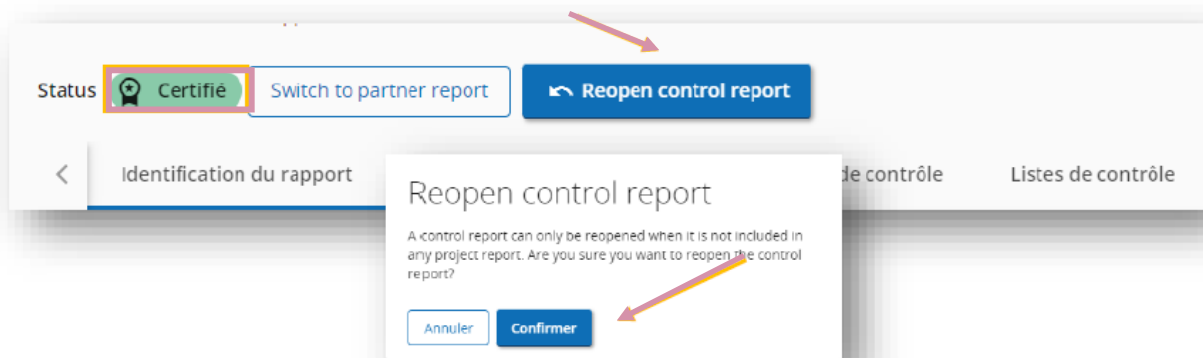 Status Certifié Switch to partner report Reopen control report
Identification du rapport de contrôle Listes de contrôle
Reopen control report
A control report can only be reopened when it is not included in
any project report. Are you sure you want to reopen the control
report?
Annuler Confirmer